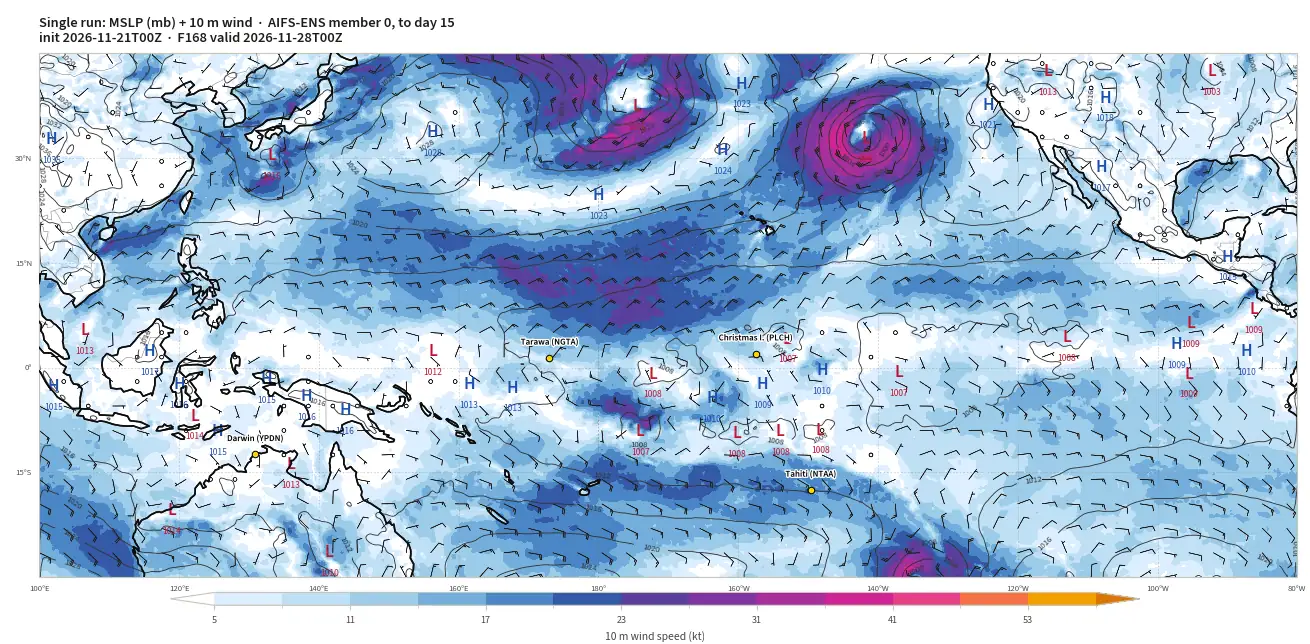 Single run: MSLP (mb) + 10 m wind · AIFS-ENS member 0, to day 15
init 2026-11-21T00Z · F168 valid 2026-11-28T00Z
L
1013
L
1003
H
1023
H
1018
H
H
1026
L
L
H
30°N
L
H
1024
H
1017
H
1023
15°N
H
L
1013
H
L
1012
Tarawa (NGTA)
Christmas I. (PLCH)
1007
L
1008
L
1009
L
1009
H
1009
H
1010
0°
H
1015
H
1015
H
1013
H
1013
L
1008
H
1009
H
1010
L
1007
L
H
1016
H
1016
H
1010
L
1014
H
1015
Darwin (YPDN)
L
1007
L
1008
L
1008
L
1008
15°S
L
1013
Tahiti (NTAA)
L
1014
L
1010
100°E
120°E
140°E
160°E
180°
160°W
140°W
120°W
100°W
80°W
5
11
17
23
31
41
53
10 m wind speed (kt)